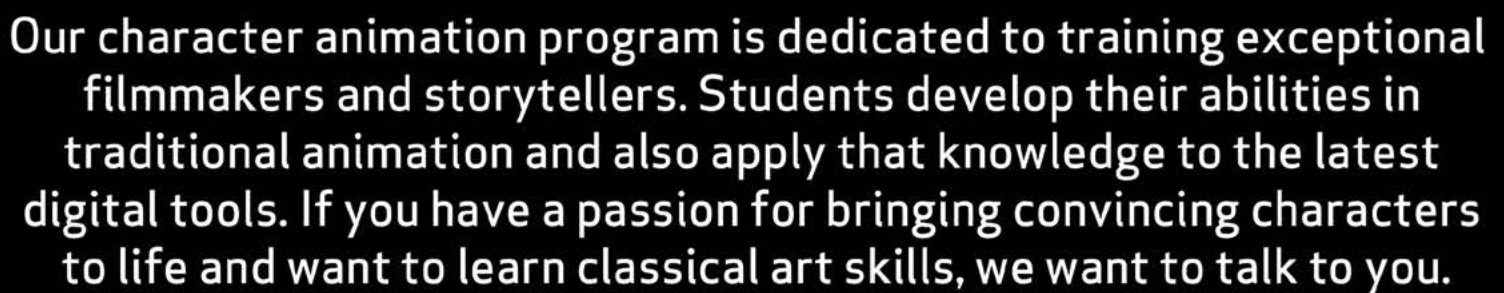 Our character animation program is dedicated to training exceptional
filmmakers and storytellers. Students develop their abilities in
traditional animation and also apply that knowledge to the latest
digital tools. If you have a passion for bringing convincing characters
to life and want to learn classical art skills, we want to talk to you.